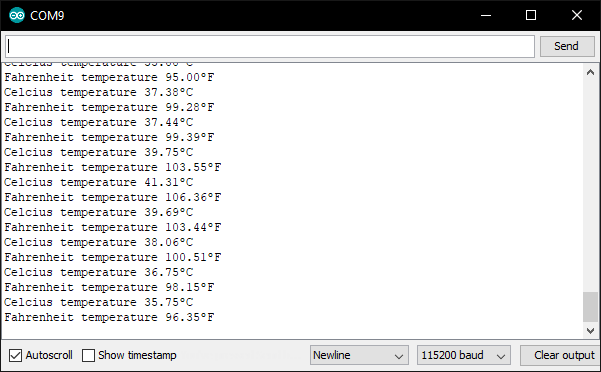 COM9
Send
Fahrenheit temperature 95.00°F
Celcius temperature 37.38°C
Fahrenheit temperature 99.28°F
Celcius temperature 37.44°C
Fahrenheit temperature 99.39°F
Celcius temperature 39.75°C
Fahrenheit temperature 103.55°F
Celcius temperature 41.31°C
Fahrenheit temperature 106.36°F
Celcius temperature 39.69°C
Fahrenheit temperature 103.44°F
Celcius temperature 38.06°C
Fahrenheit temperature 100.51°F
Celcius temperature 36.75°C
Fahrenheit temperature 98.15°F
Celcius temperature 35.75°C
Fahrenheit temperature 96.35°F
Autoscroll Show timestamp Newline 115200 baud Clear output